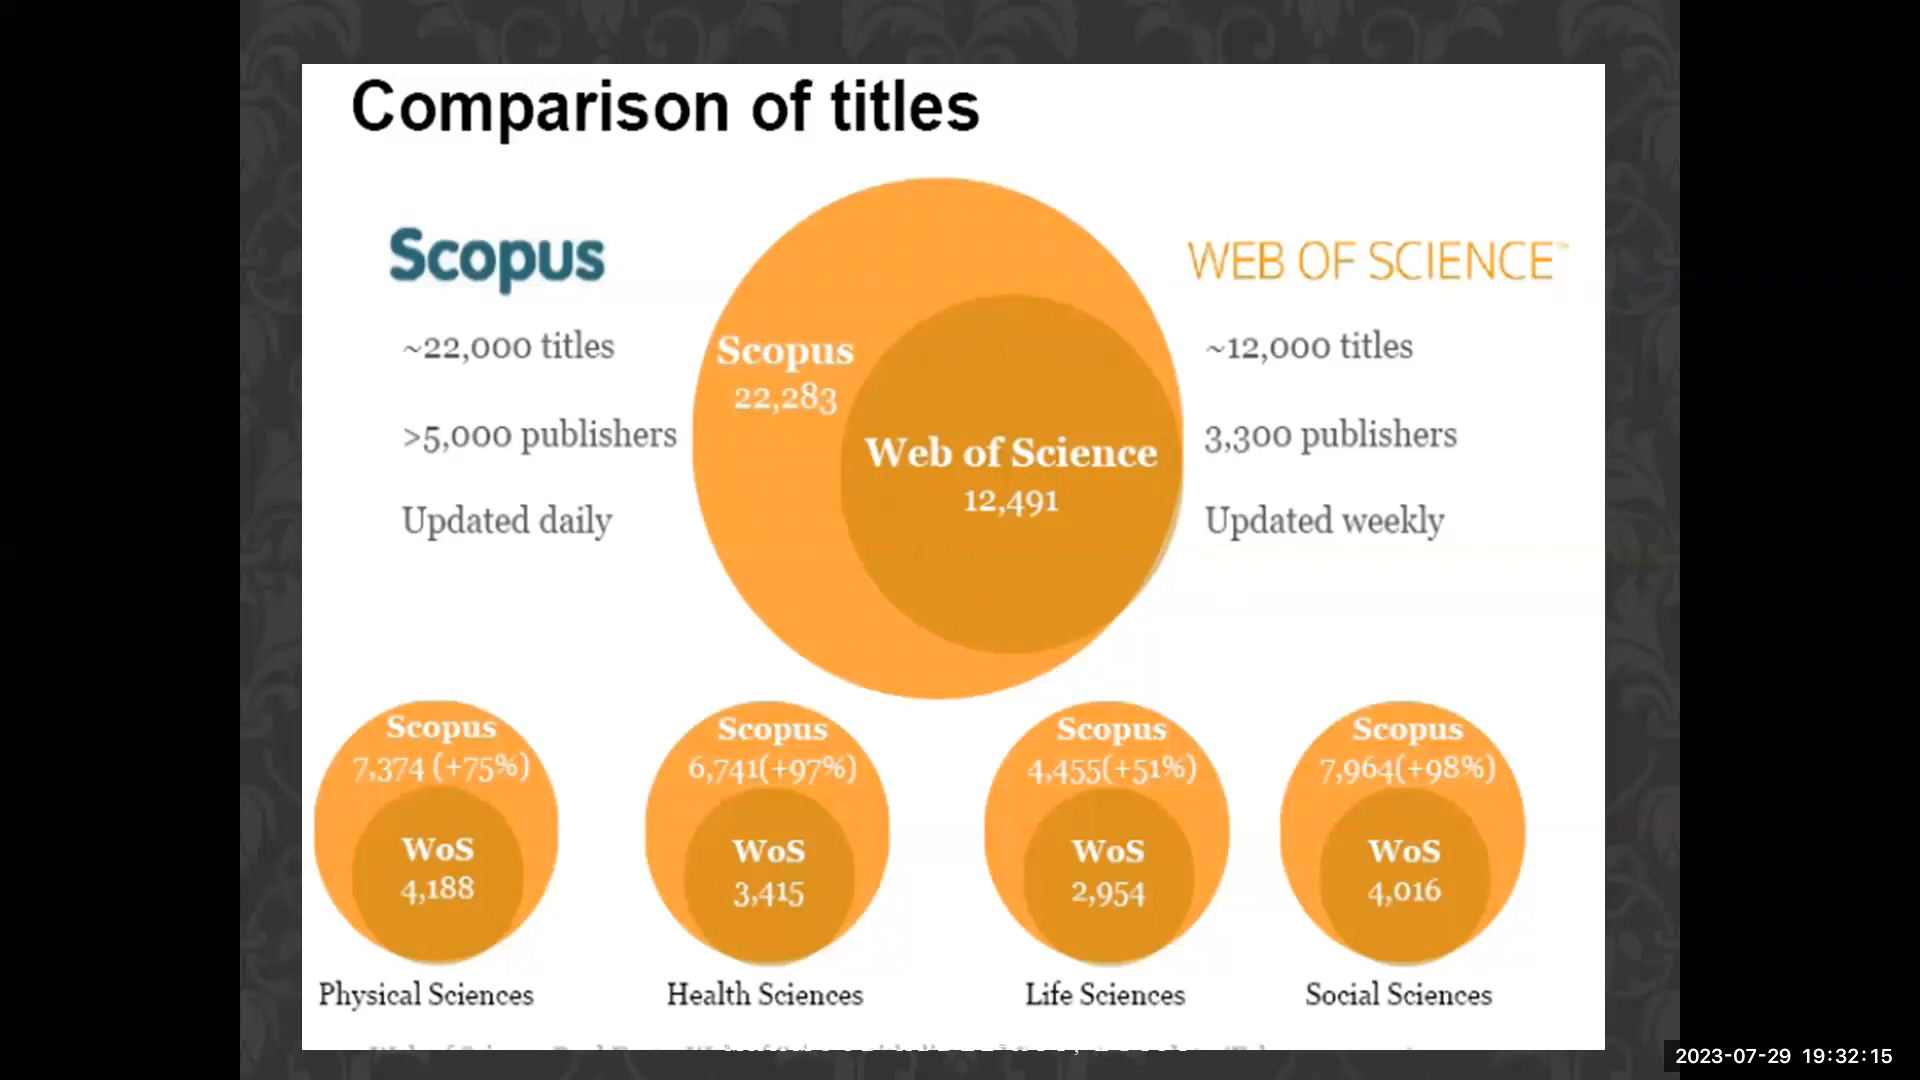 Comparison of titles
Scopus
~22,000 titles
>5,000 publishers
Updated daily
Scopus
22,283
Web of Science
12,491
WEB OF SCIENCE™
~12,000 titles
3,300 publishers
Updated weekly
Scopus
7,374 (+75%)
WoS
4,188
Physical Sciences
Scopus
6,741(+97%)
WoS
3,415
Health Sciences
Scopus
4,455(+51%)
WoS
2,954
Life Sciences
Scopus
7,964(+98%)
WoS
4,016
Social Sciences
2023-07-29 19:32:15